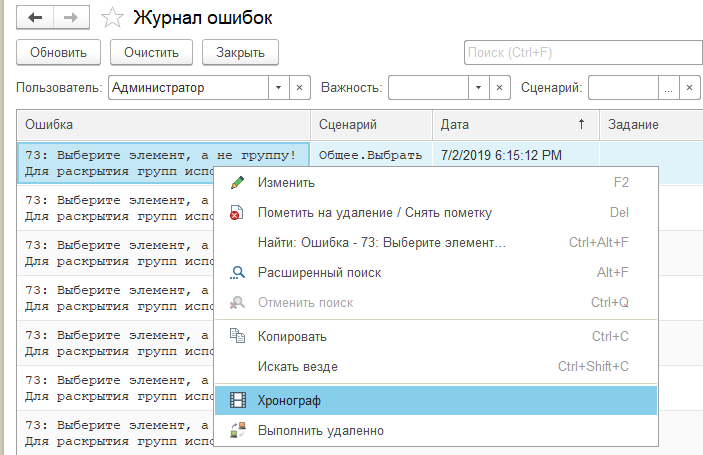 Журнал ошибок
Обновить Очистить Закрыть Поиск (Ctrl+F)
Пользователь: Администратор Важность: Сценарий: ...
Ошибка Сценарий Дата Задание
73: Выберите элемент, а не группу! Общее.Выбрать 7/2/2019 6:15:12 PM
Для раскрытия групп испо
73: Выберите элемент, а
Для раскрытия групп испо
73: Выберите элемент, а
Для раскрытия групп испо
73: Выберите элемент, а
Для раскрытия групп испо
73: Выберите элемент, а
Для раскрытия групп испо
73: Выберите элемент, а
Для раскрытия групп испо
73: Выберите элемент, а
Для раскрытия групп испо
Изменить F2
Пометить на удаление / Снять пометку Del
Найти: Ошибка - 73: Выберите элемент... Ctrl+Alt+F
Расширенный поиск Alt+F
Отменить поиск Ctrl+Q
Копировать Ctrl+C
Искать везде Ctrl+Shift+C
Хронограф
Выполнить удаленно